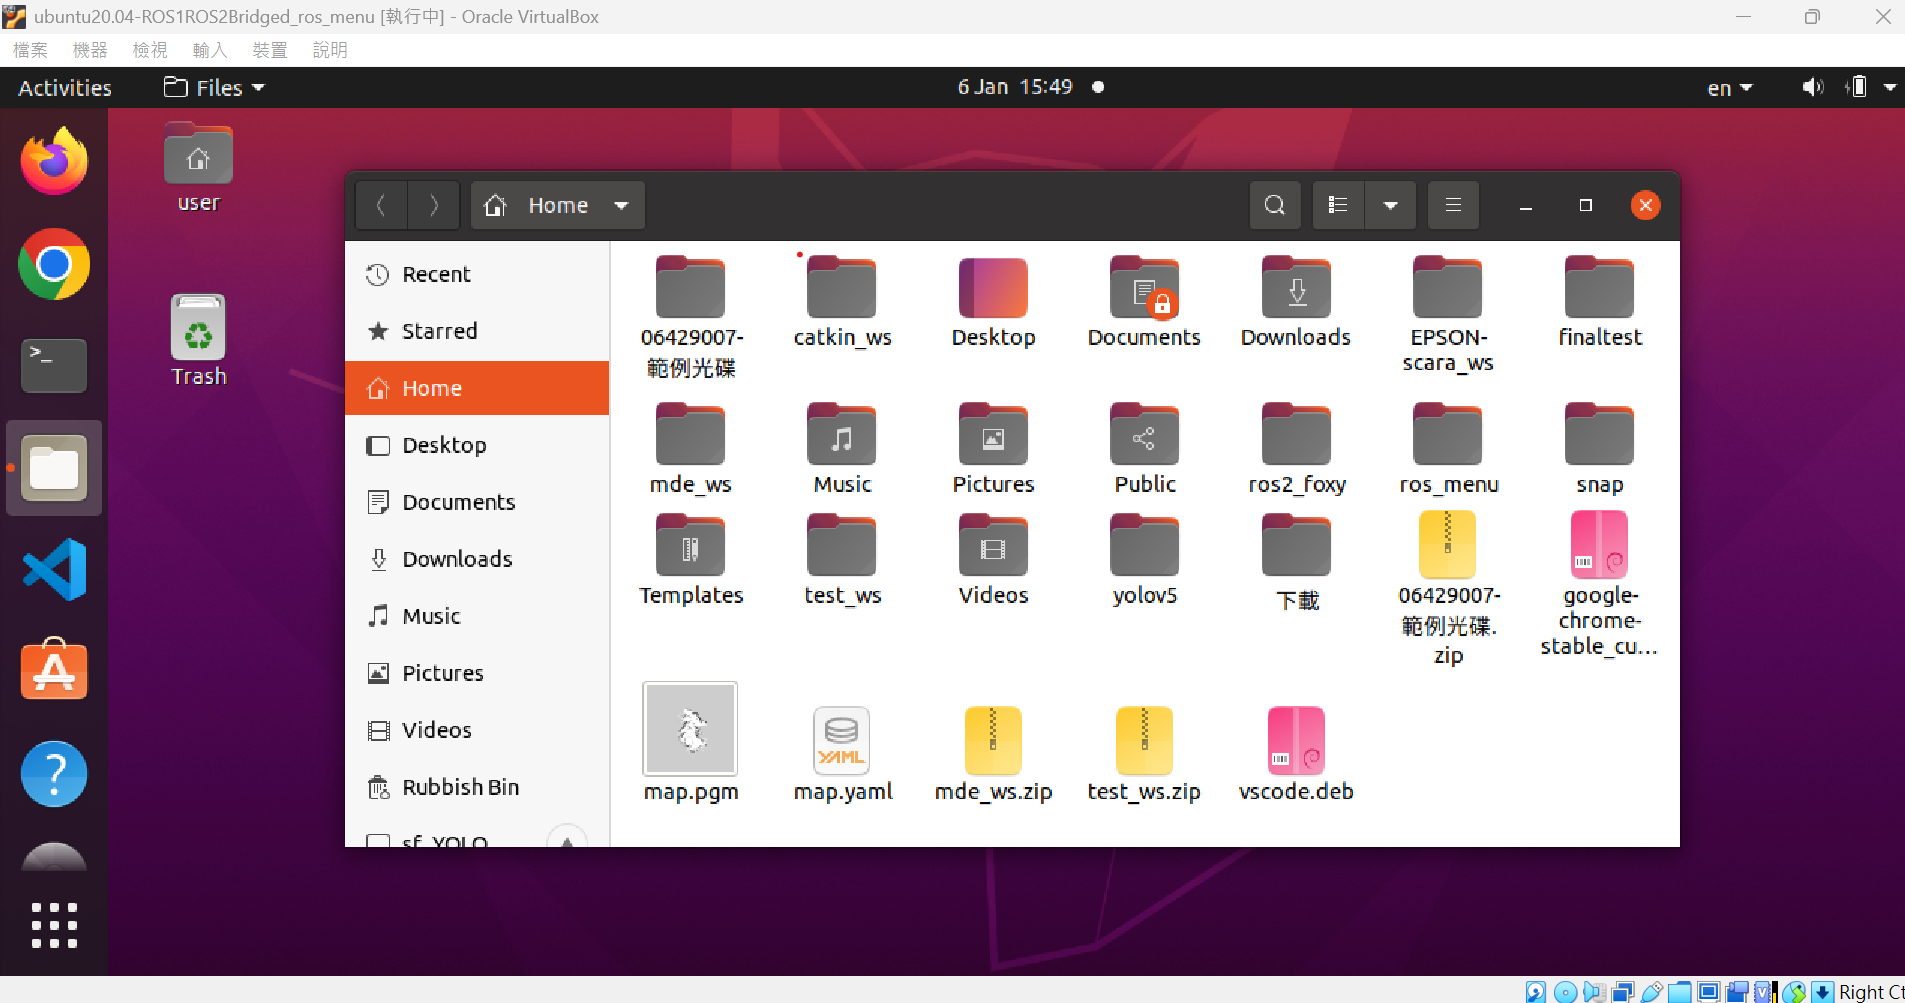 ubuntu20.04-ROS1ROS2Bridged_ros_menu [執行中] - Oracle VirtualBox
檔案 機器 檢視 輸入 裝置 說明
Activities Files 6 Jan 15:49 en
user
Trash
Home
Recent
Starred
Home
Desktop
Documents
Downloads
Music
Pictures
Videos
Rubbish Bin
sf_YOLO
06429007-
範例光碟
catkin_ws
Desktop
Documents
Downloads
EPSON-
scara_ws
finaltest
mde_ws
Music
Pictures
Public
ros2_foxy
ros_menu
snap
Templates
test_ws
Videos
yolov5
下載
06429007-
範例光碟.
zip
google-
chrome-
stable_cu...
map.pgm
YAML
map.yaml
mde_ws.zip
test_ws.zip
vscode.deb
Right Ct